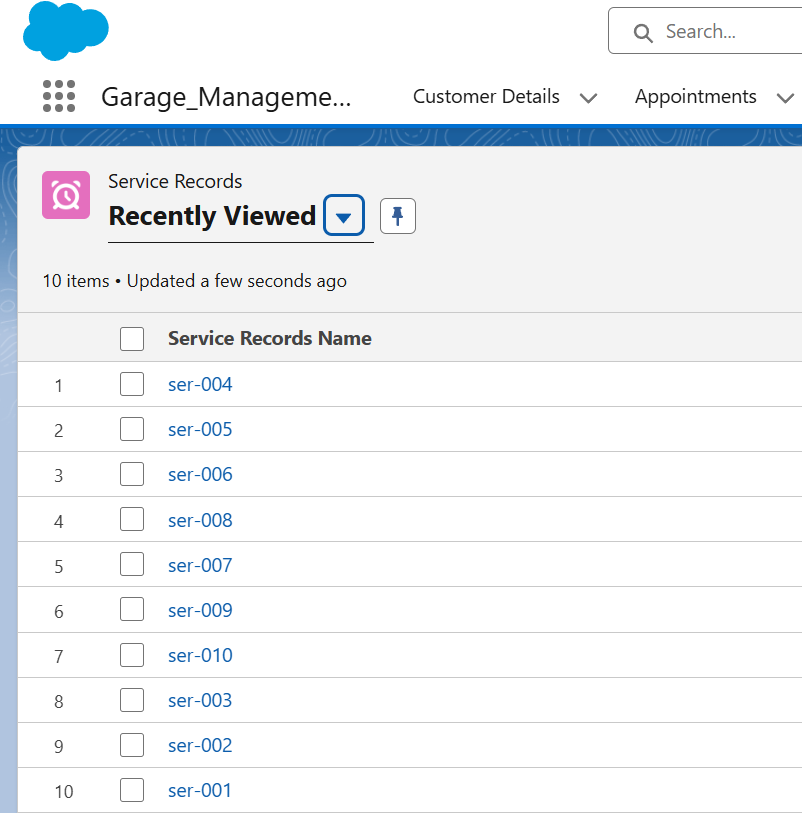 Search...
Garage_Manageme...
Customer Details
Appointments
Service Records
Recently Viewed
10 items • Updated a few seconds ago
Service Records Name
1 ser-004
2 ser-005
3 ser-006
4 ser-008
5 ser-007
6 ser-009
7 ser-010
8 ser-003
9 ser-002
10 ser-001